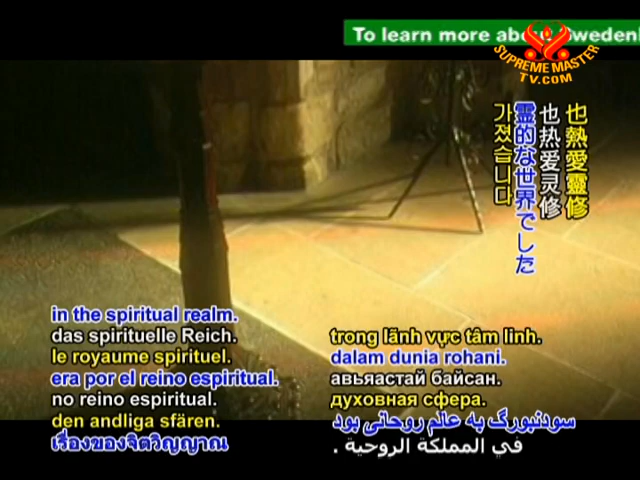 To learn more about Swedenb
SUPREME MASTER
TV.COM
也熱愛靈修
也热爱灵修
霊的な世界でした
가졌습니다
in the spiritual realm.
das spirituelle Reich.
le royaume spirituel.
era por el reino espiritual.
no reino espiritual.
den andliga sfären.
เรื่องของจิตวิญญาณ
trong lãnh vực tâm linh.
dalam dunia rohani.
авьяастай байсан.
духовная сфера.
سودنبورگ به عالم روحانی بود
في المملكة الروحية .